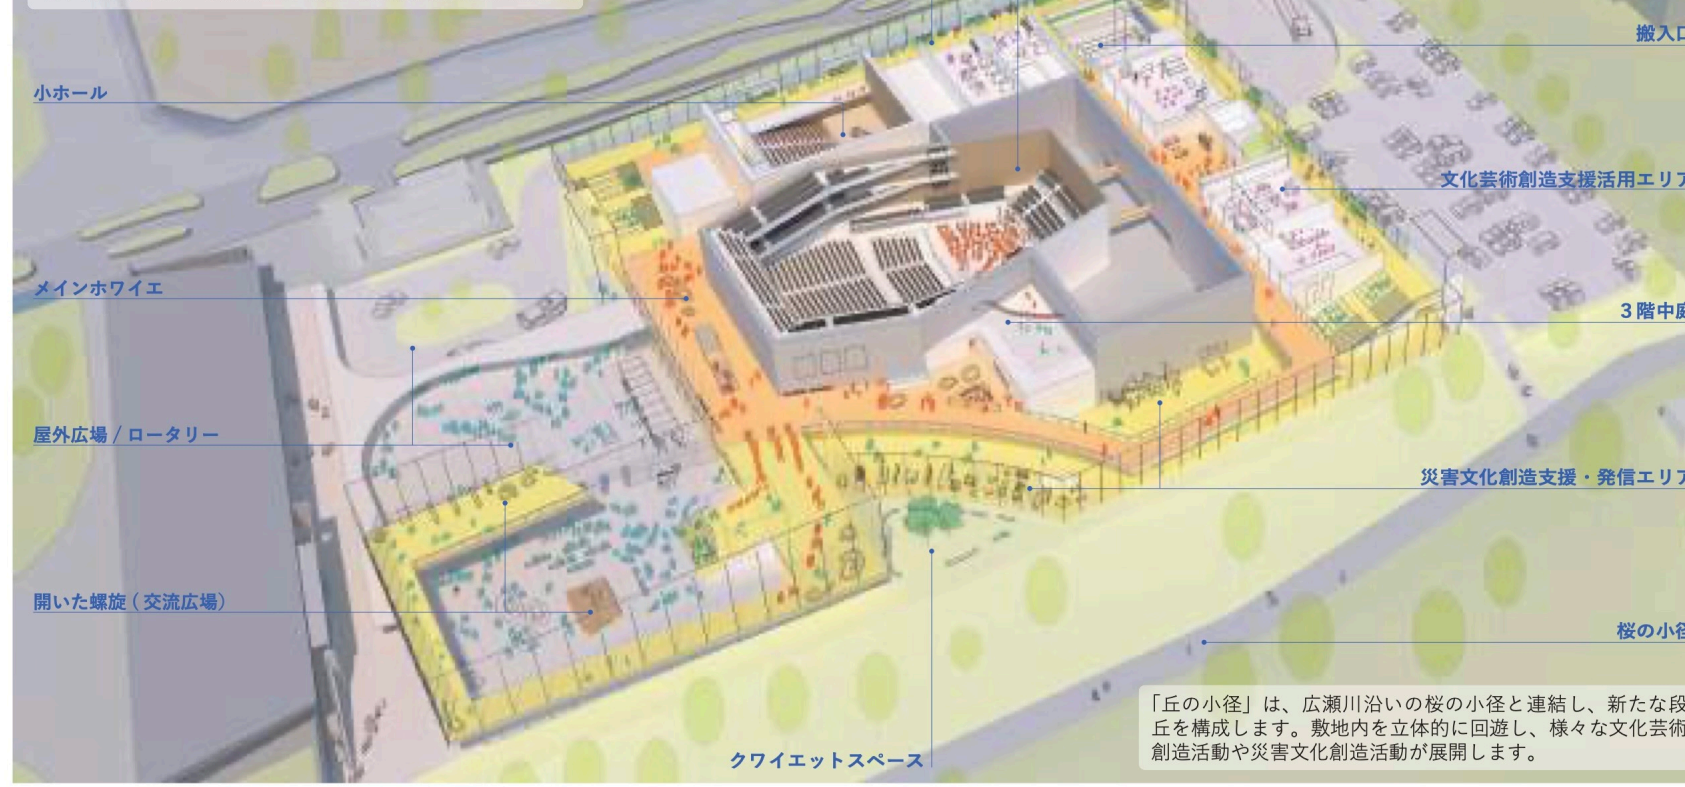 搬入口
小ホール
文化芸術創造支援活用エリア
メインホワイエ
3階中庭
屋外広場 / ロータリー
災害文化創造支援・発信エリア
開いた螺旋 ( 交流広場)
桜の小径
「丘の小径」は、広瀬川沿いの桜の小径と連結し、新たな段
丘を構成します。敷地内を立体的に回遊し、様々な文化芸術
創造活動や災害文化創造活動が展開します。
クワイエットスペース